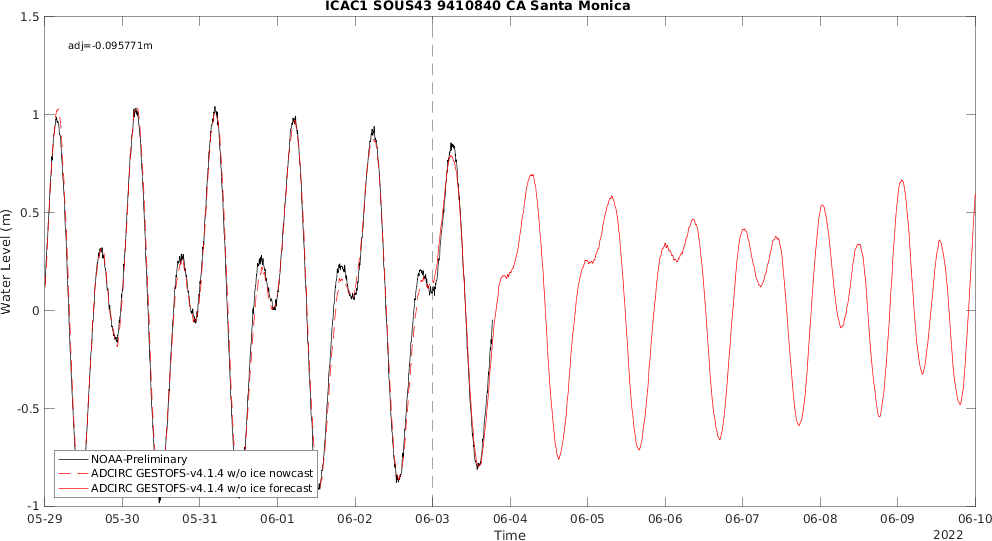 ICAC1 SOUS43 9410840 CA Santa Monica
adj=-0.095771m
1.5
1
0.5
0
-0.5
-1
Water Level (m)
NOAA-Preliminary
ADCIRC GESTOFS-v4.1.4 w/o ice nowcast
ADCIRC GESTOFS-v4.1.4 w/o ice forecast
05-29 05-30 05-31 06-01 06-02 06-03 06-04 06-05 06-06 06-07 06-08 06-09 06-10
Time
2022